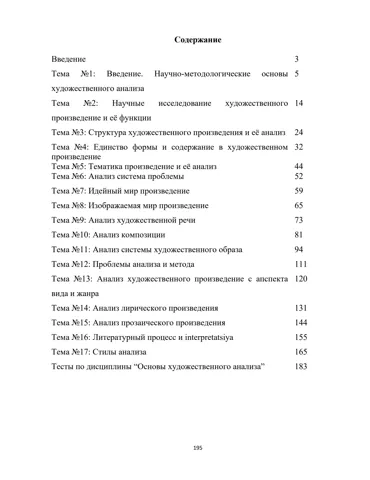 Содержание
Введение 3
Тема №1: Введение. Научно-методологические основы 5
художественного анализа
Тема №2: Научные исследование художественного 14
произведение и её функции
Тема №3: Структура художественного произведения и её анализ 24
Тема №4: Единство формы и содержание в художественном 32
произведение
Тема №5: Тематика произведение и её анализ 44
Тема №6: Анализ система проблемы 52
Тема №7: Идейный мир произведение 59
Тема №8: Изображаемая мир произведение 65
Тема №9: Анализ художественной речи 73
Тема №10: Анализ композиции 81
Тема №11: Анализ системы художественного образа 94
Тема №12: Проблемы анализа и метода 111
Тема №13: Анализ художественного произведение с апспекта 120
вида и жанра
Тема №14: Анализ лирического произведения 131
Тема №15: Анализ прозаического произведения 144
Тема №16: Литературный процесс и interpretatsiya 155
Тема №17: Стилы анализа 165
Тесты по дисциплины “Основы художественного анализа” 183
195